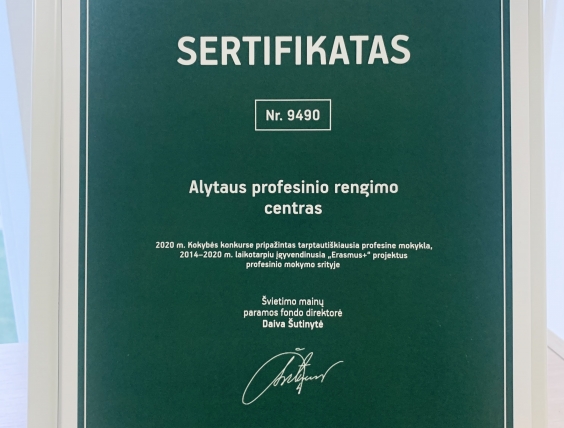 SERTIFIKATAS
Nr. 9490
Alytaus profesinio rengimo
centras
2020 m. Kokybės konkurse pripažintas tarptautiškiausia profesine mokykla,
2014–2020 m. laikotarpiu įgyvendinusia „Erasmus+“ projektus
profesinio mokymo srityje
Švietimo mainų
paramos fondo direktorė
Daiva Šutinytė